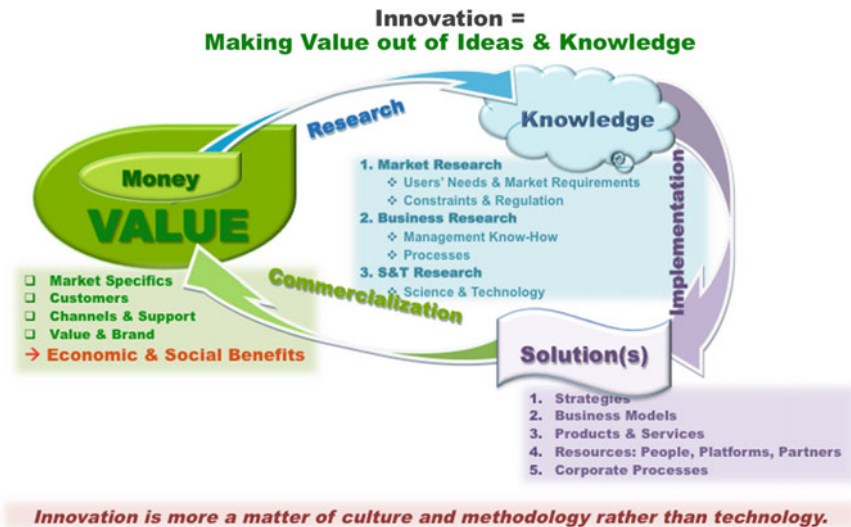 Innovation =
Making Value out of Ideas & Knowledge
Research
Knowledge
Money
VALUE
1. Market Research
❖ Users' Needs & Market Requirements
❖ Constraints & Regulation
2. Business Research
❖ Management Know-How
❖ Processes
3. S&T Research
❖ Science & Technology
Implementation
Commercialization
❑ Market Specifics
❑ Customers
❑ Channels & Support
❑ Value & Brand
→ Economic & Social Benefits
Solution(s)
1. Strategies
2. Business Models
3. Products & Services
4. Resources: People, Platforms, Partners
5. Corporate Processes
Innovation is more a matter of culture and methodology rather than technology.